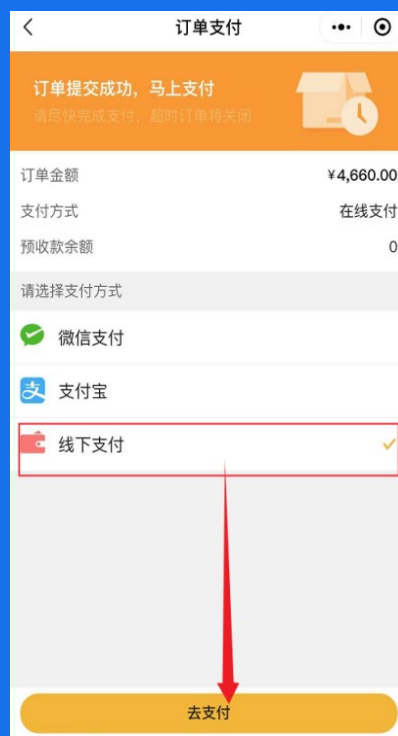 订单支付
订单提交成功，马上支付
请尽快完成支付，超时订单将关闭
订单金额 ¥4,660.00
支付方式 在线支付
预收款余额 0
请选择支付方式
微信支付
支付宝
线下支付
去支付